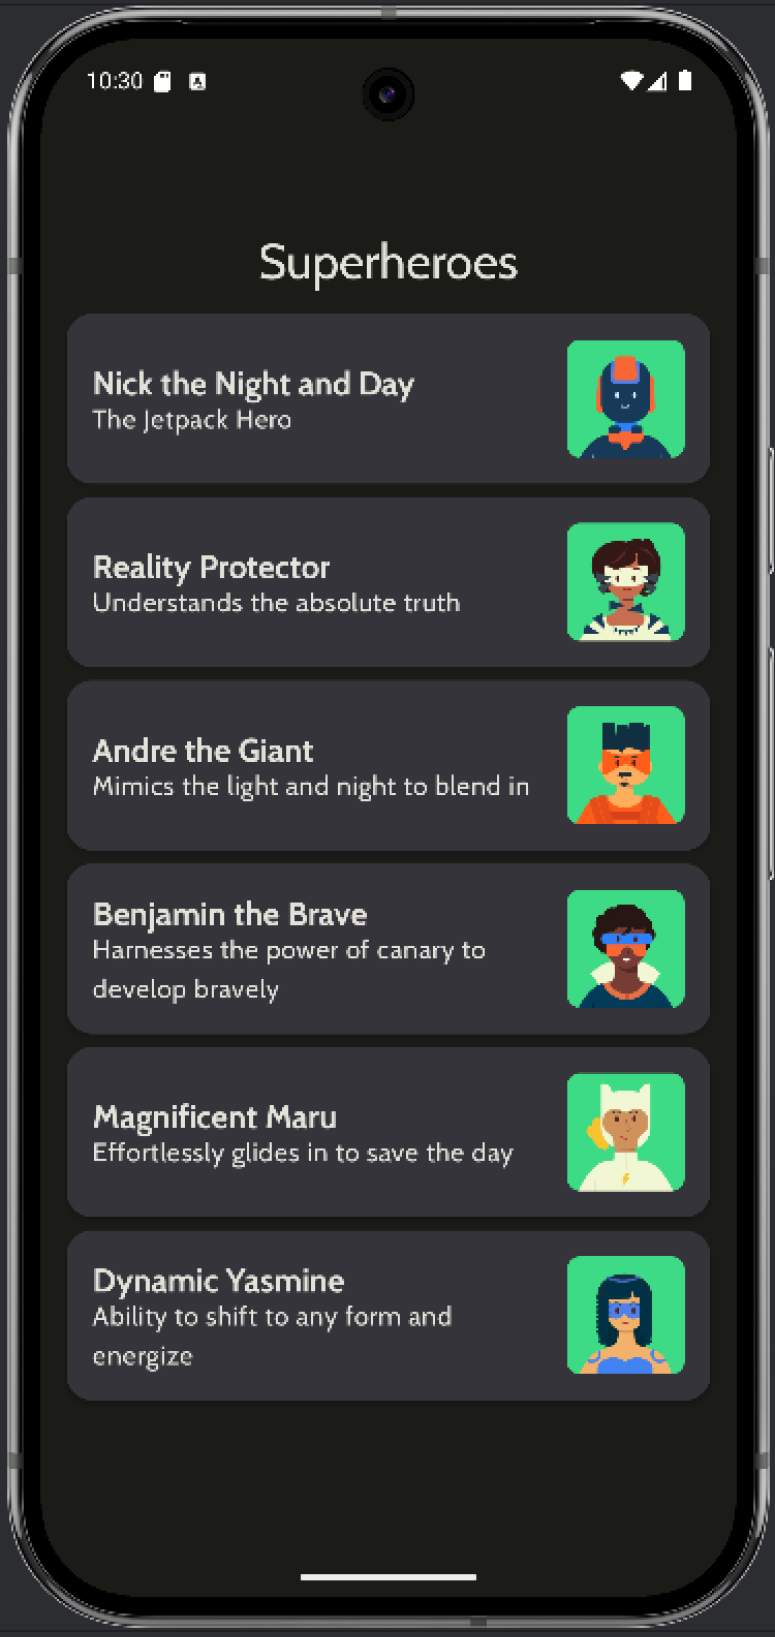 10:30
Superheroes
Nick the Night and Day
The Jetpack Hero
Reality Protector
Understands the absolute truth
Andre the Giant
Mimics the light and night to blend in
Benjamin the Brave
Harnesses the power of canary to
develop bravely
Magnificent Maru
Effortlessly glides in to save the day
Dynamic Yasmine
Ability to shift to any form and
energize